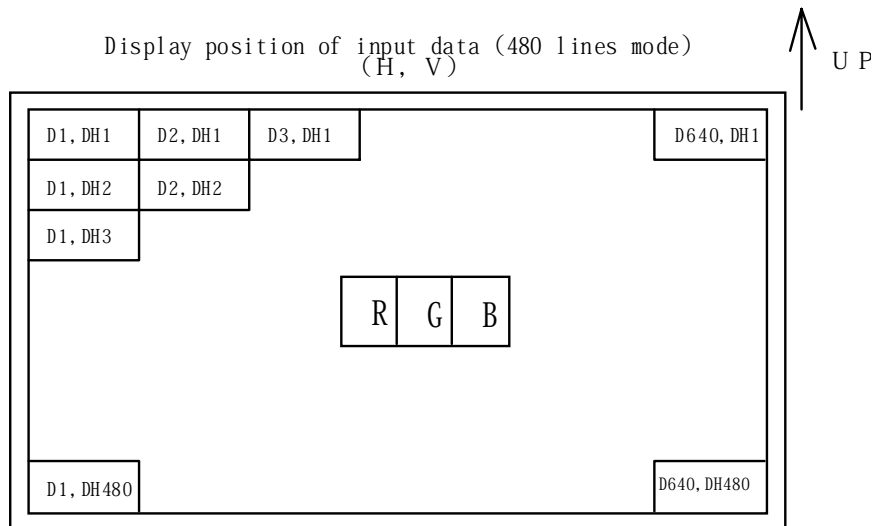 Display position of input data (480 lines mode)
(H, V)
UP
D1, DH1 D2, DH1 D3, DH1 D640, DH1
D1, DH2 D2, DH2
D1, DH3
R G B
D1, DH480 D640, DH480